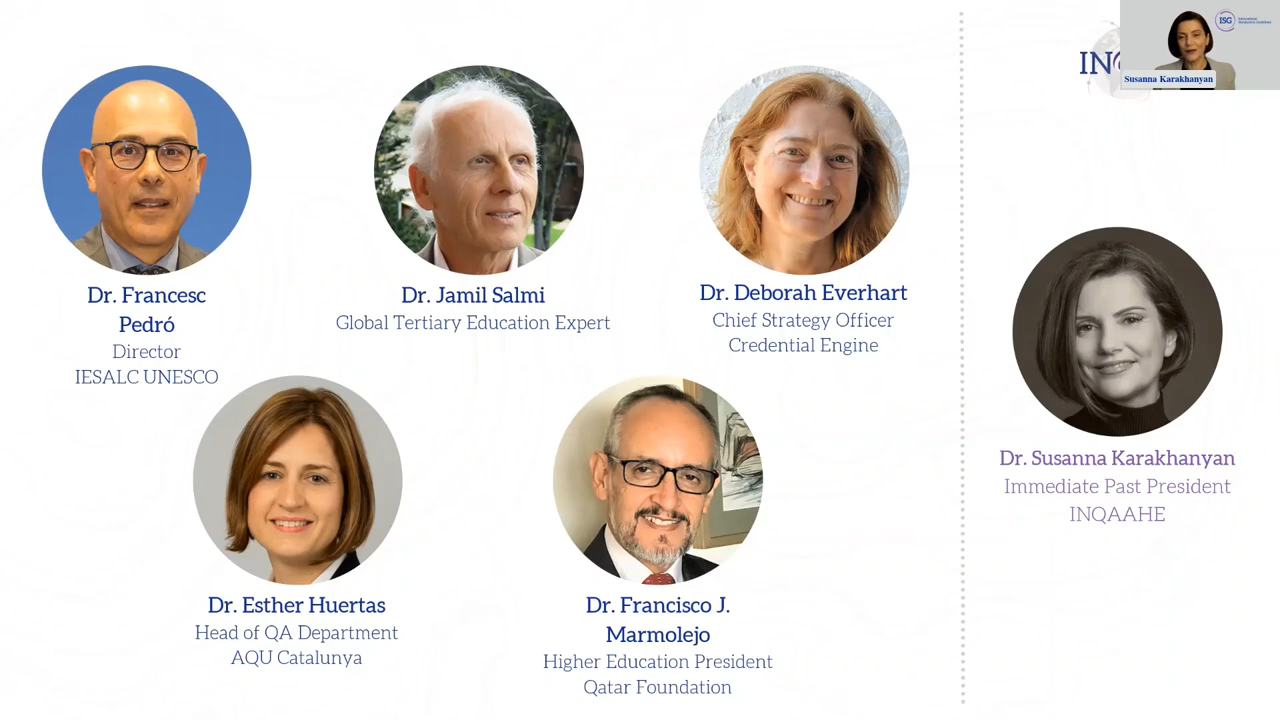 ISG
Susanna Karakhanyan
Dr. Francesc
Pedró
Director
IESALC UNESCO
Dr. Jamil Salmi
Global Tertiary Education Expert
Dr. Deborah Everhart
Chief Strategy Officer
Credential Engine
Dr. Esther Huertas
Head of QA Department
AQU Catalunya
Dr. Francisco J.
Marmolejo
Higher Education President
Qatar Foundation
Dr. Susanna Karakhanyan
Immediate Past President
INQAAHE